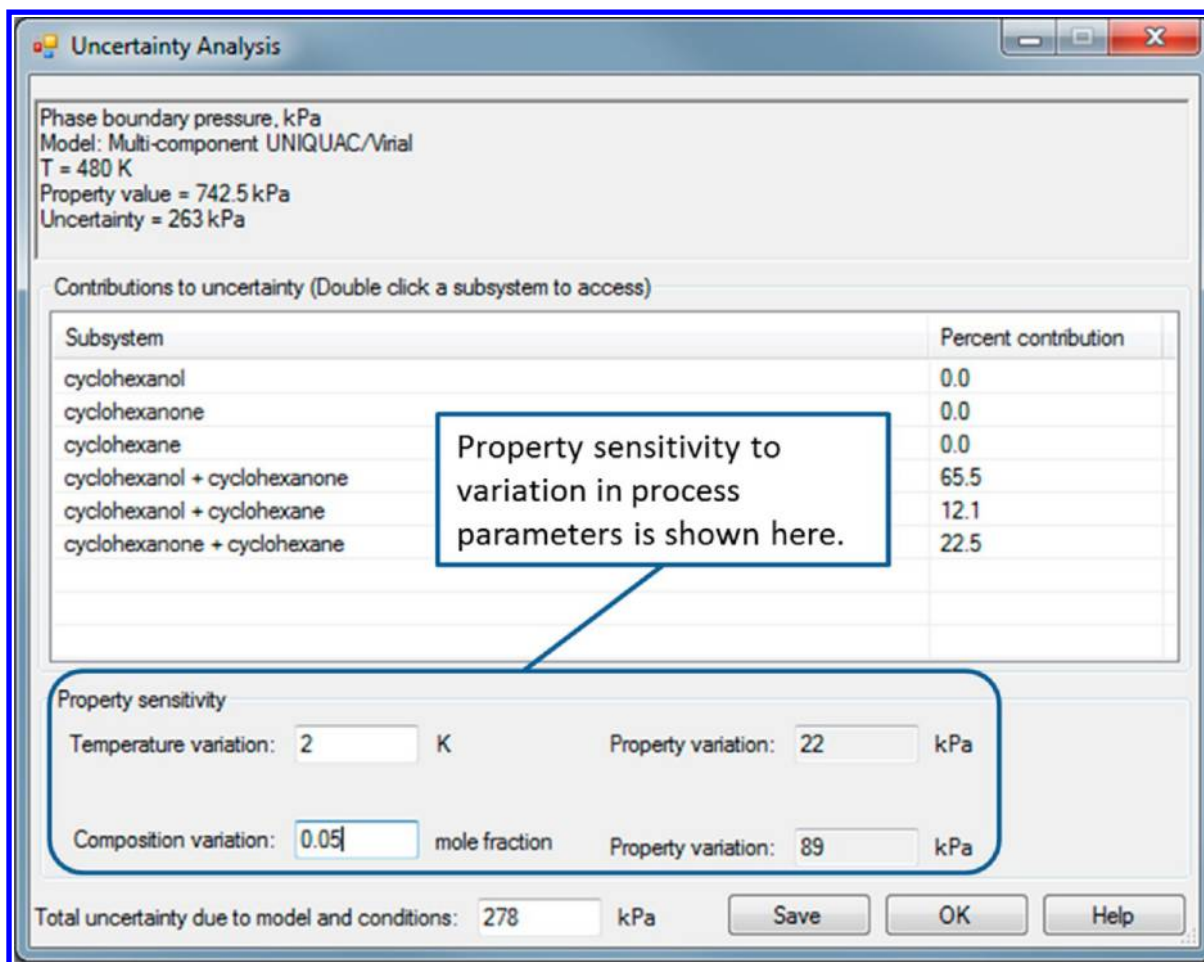 Uncertainty Analysis
Phase boundary pressure, kPa
Model: Multi-component UNIQUAC/Virial
T = 480 K
Property value = 742.5 kPa
Uncertainty = 263 kPa
Contributions to uncertainty (Double click a subsystem to access)
Subsystem Percent contribution
cyclohexanol 0.0
cyclohexanone 0.0
cyclohexane 0.0
cyclohexanol + cyclohexanone 65.5
cyclohexanol + cyclohexane 12.1
cyclohexanone + cyclohexane 22.5
Property sensitivity to
variation in process
parameters is shown here.
Property sensitivity
Temperature variation: 2 K Property variation: 22 kPa
Composition variation: 0.05 mole fraction Property variation: 89 kPa
Total uncertainty due to model and conditions: 278 kPa Save OK Help